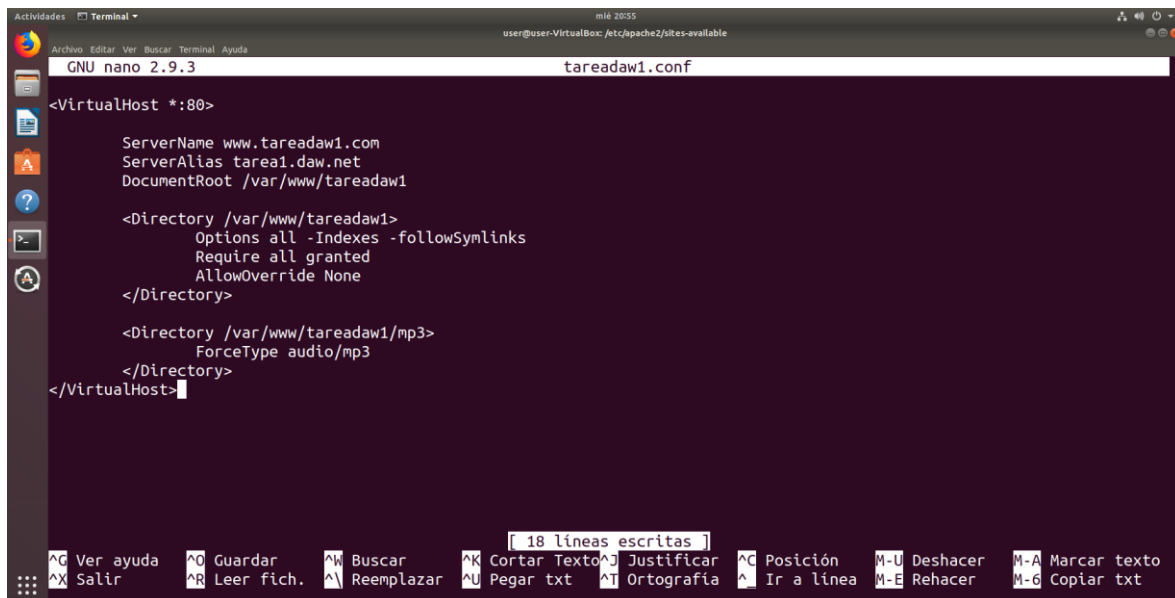 Actividades Terminal mié 20:55
user@user-VirtualBox: /etc/apache2/sites-available
Archivo Editar Ver Buscar Terminal Ayuda
GNU nano 2.9.3 tareadaw1.conf
<VirtualHost *:80>
ServerName www.tareadaw1.com
ServerAlias tarea1.daw.net
DocumentRoot /var/www/tareadaw1
<Directory /var/www/tareadaw1>
Options all -Indexes -followSymlinks
Require all granted
AllowOverride None
</Directory>
<Directory /var/www/tareadaw1/mp3>
ForceType audio/mp3
</Directory>
</VirtualHost>
[ 18 líneas escritas ]
^G Ver ayuda ^O Guardar ^W Buscar ^K Cortar Texto ^J Justificar ^C Posición M-U Deshacer M-A Marcar texto
^X Salir ^R Leer fich. ^\ Reemplazar ^U Pegar txt ^T Ortografía ^_ Ir a línea M-E Rehacer M-6 Copiar txt